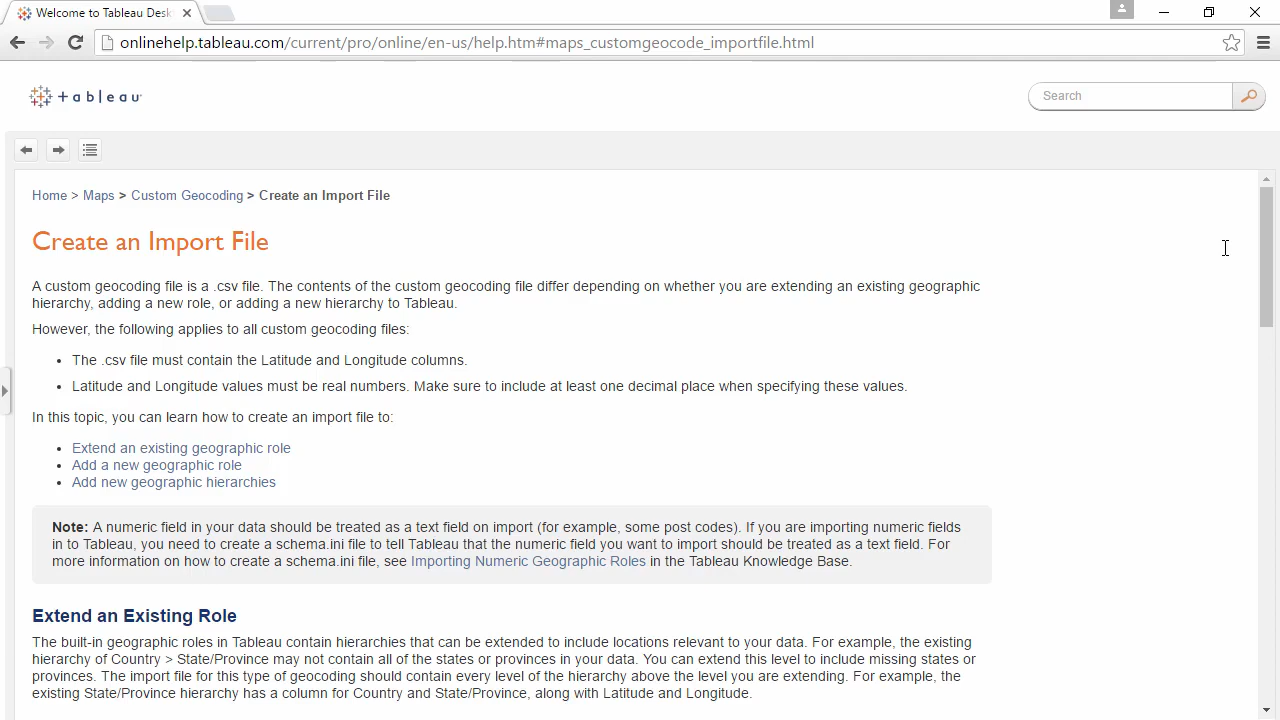 Welcome to Tableau Desk
onlinehelp.tableau.com/current/pro/online/en-us/help.htm#maps_customgeocode_importfile.html
+ a b l e a u
Search
Home > Maps > Custom Geocoding > Create an Import File
Create an Import File
A custom geocoding file is a .csv file. The contents of the custom geocoding file differ depending on whether you are extending an existing geographic
hierarchy, adding a new role, or adding a new hierarchy to Tableau.
However, the following applies to all custom geocoding files:
• The .csv file must contain the Latitude and Longitude columns.
• Latitude and Longitude values must be real numbers. Make sure to include at least one decimal place when specifying these values.
In this topic, you can learn how to create an import file to:
• Extend an existing geographic role
• Add a new geographic role
• Add new geographic hierarchies
Note: A numeric field in your data should be treated as a text field on import (for example, some post codes). If you are importing numeric fields
in to Tableau, you need to create a schema.ini file to tell Tableau that the numeric field you want to import should be treated as a text field. For
more information on how to create a schema.ini file, see Importing Numeric Geographic Roles in the Tableau Knowledge Base.
Extend an Existing Role
The built-in geographic roles in Tableau contain hierarchies that can be extended to include locations relevant to your data. For example, the existing
hierarchy of Country > State/Province may not contain all of the states or provinces in your data. You can extend this level to include missing states or
provinces. The import file for this type of geocoding should contain every level of the hierarchy above the level you are extending. For example, the
existing State/Province hierarchy has a column for Country and State/Province, along with Latitude and Longitude.